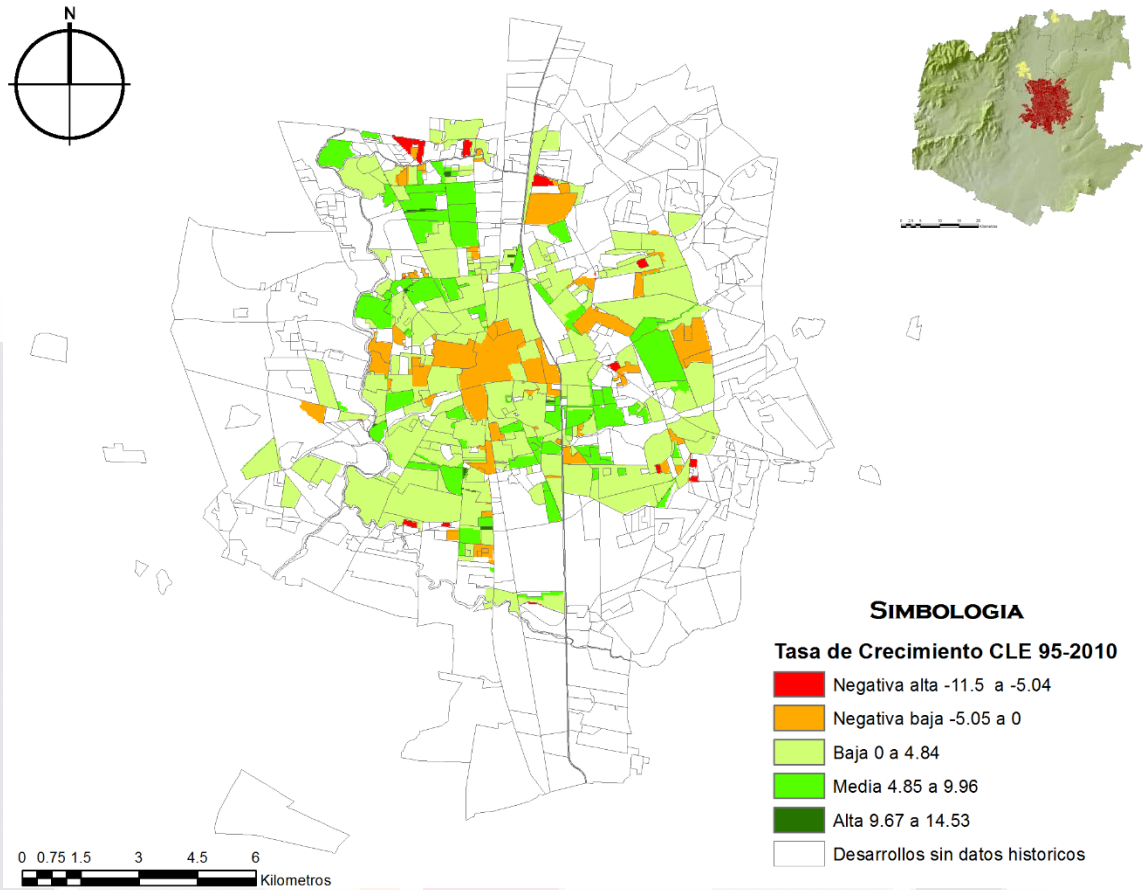 N
SIMBOLOGIA
Tasa de Crecimiento CLE 95-2010
Negativa alta -11.5 a -5.04
Negativa baja -5.05 a 0
Baja 0 a 4.84
Media 4.85 a 9.96
Alta 9.67 a 14.53
Desarrollos sin datos historicos
0 0.75 1.5 3 4.5 6
Kilometros